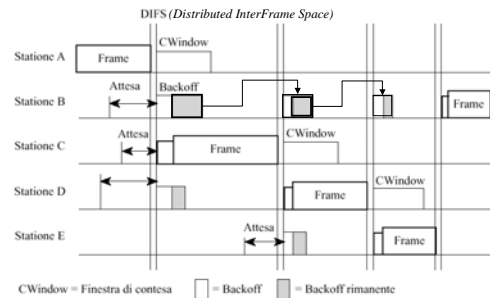 DIFS (Distributed InterFrame Space)
CWindow
Stazione A
Frame
Attesa
Backoff
Stazione B
Frame
Attesa
CWindow
Stazione C
Frame
CWindow
Stazione D
Frame
Attesa
Stazione E
Frame
CWindow = Finestra di contesa
= Backoff
= Backoff rimanente